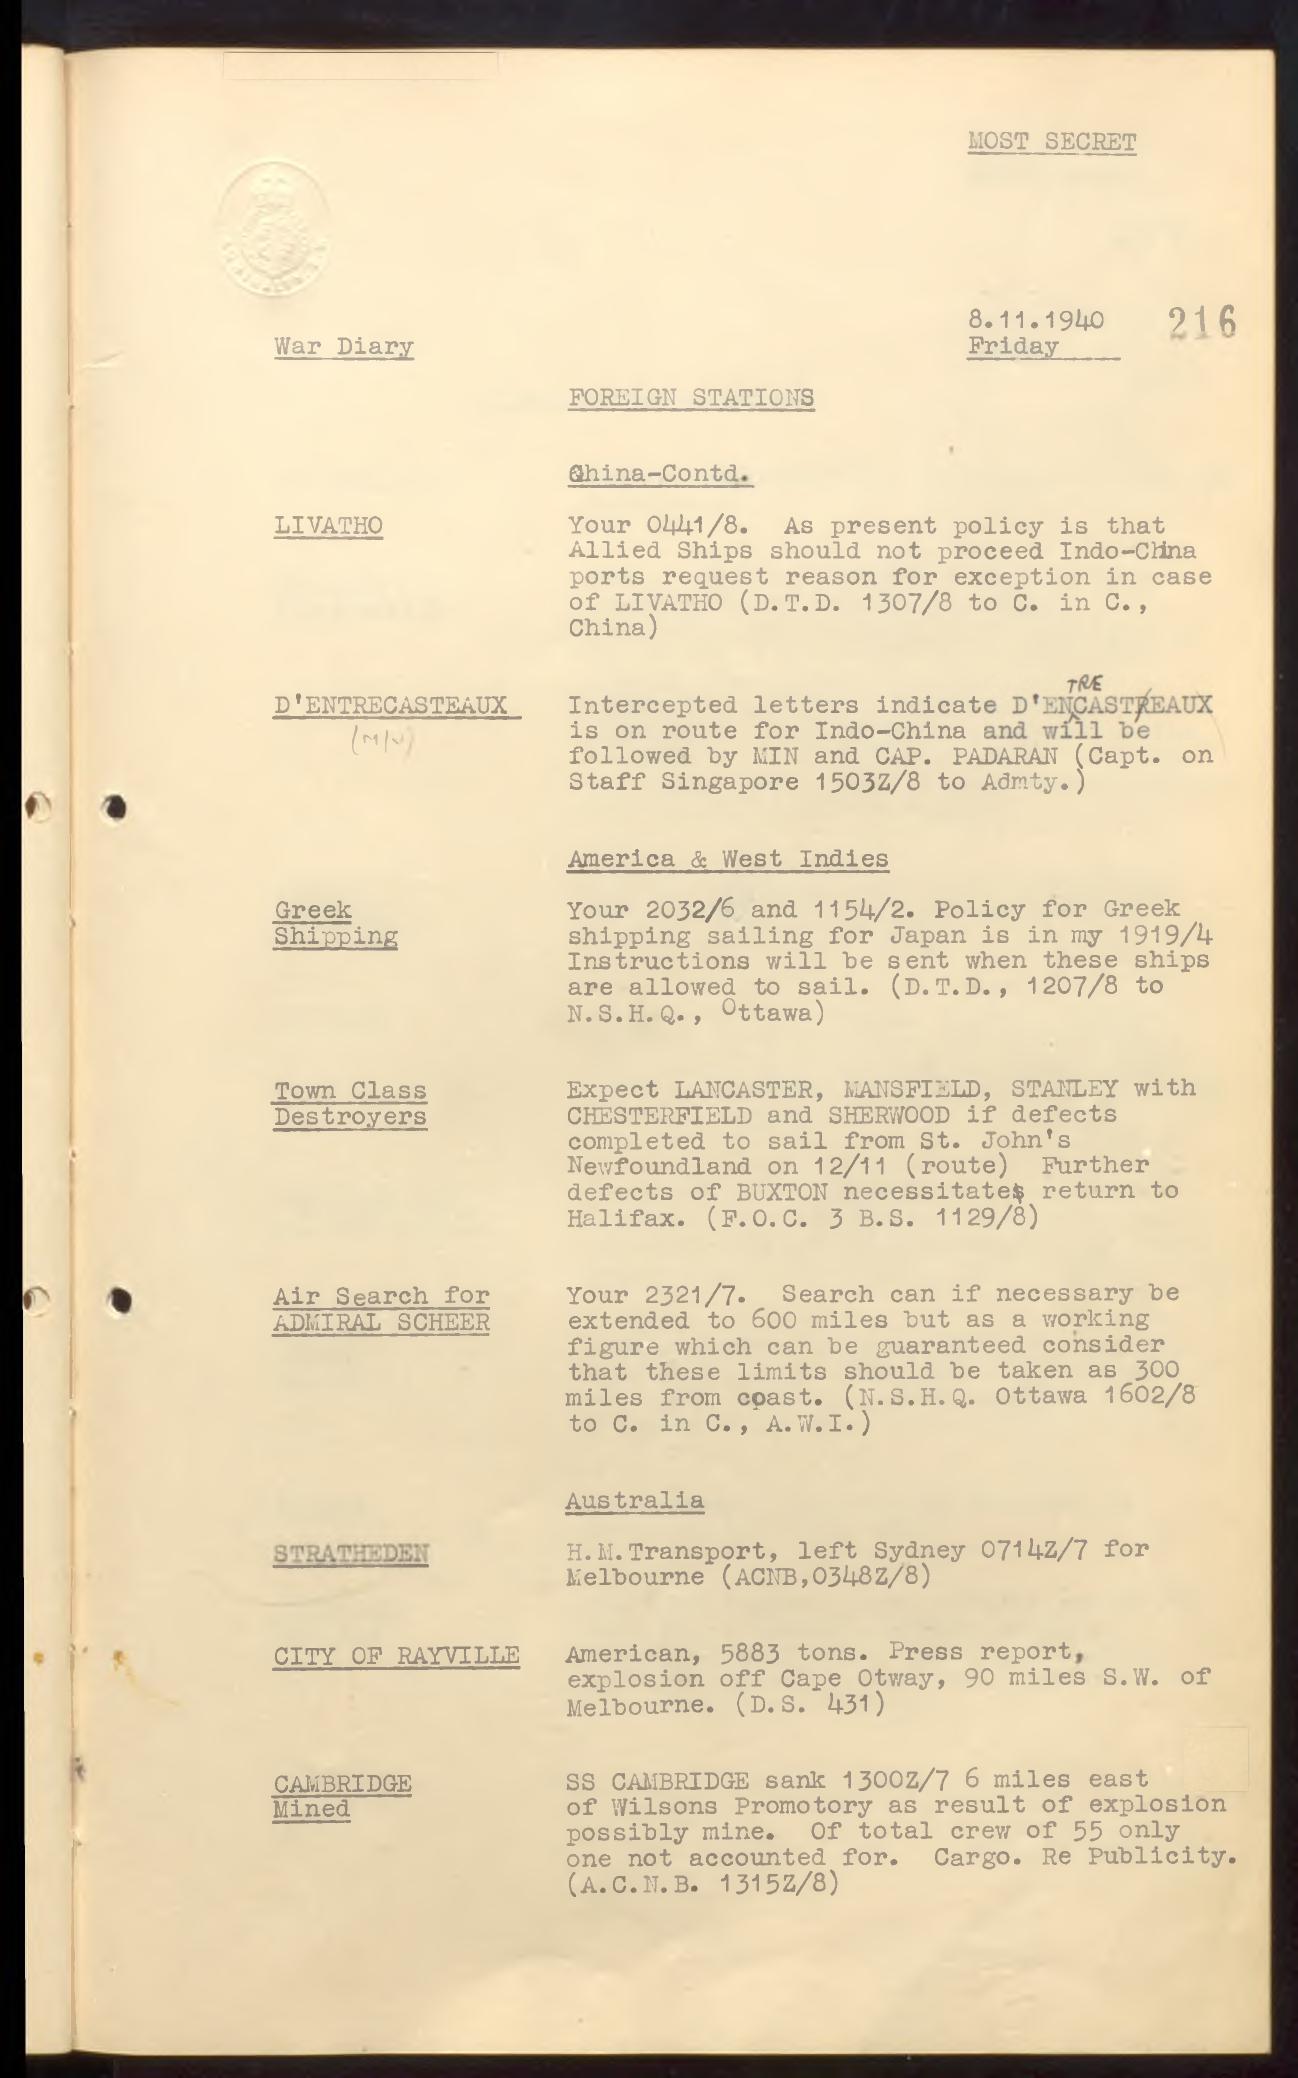 MOST SECRET
8.11.1940 216
War Diary Friday
FOREIGN STATIONS
China-Contd.
LIVATHO Your 0441/8. As present policy is that
Allied Ships should not proceed Indo-China
ports request reason for exception in case
of LIVATHO (D.T.D. 1307/8 to C. in C.,
China)
TRE
D'ENTRECASTEAUX Intercepted letters indicate D'ENCASTREAUX
(M/V) is on route for Indo-China and will be
followed by MIN and CAP. PADARAN (Capt. on
Staff Singapore 1503Z/8 to Admty.)
America & West Indies
Greek Your 2032/6 and 1154/2. Policy for Greek
Shipping shipping sailing for Japan is in my 1919/4
Instructions will be sent when these ships
are allowed to sail. (D.T.D., 1207/8 to
N.S.H.Q., Ottawa)
Town Class Expect LANCASTER, MANSFIELD, STANLEY with
Destroyers CHESTERFIELD and SHERWOOD if defects
completed to sail from St. John's
Newfoundland on 12/11 (route) Further
defects of BUXTON necessitates return to
Halifax. (F.O.C. 3 B.S. 1129/8)
Air Search for Your 2321/7. Search can if necessary be
ADMIRAL SCHEER extended to 600 miles but as a working
figure which can be guaranteed consider
that these limits should be taken as 300
miles from coast. (N.S.H.Q. Ottawa 1602/8
to C. in C., A.W.I.)
Australia
STRATHEDEN H.M.Transport, left Sydney 0714Z/7 for
Melbourne (ACNB,0348Z/8)
CITY OF RAYVILLE American, 5883 tons. Press report,
explosion off Cape Otway, 90 miles S.W. of
Melbourne. (D.S. 431)
CAMBRIDGE SS CAMBRIDGE sank 1300Z/7 6 miles east
Mined of Wilsons Promotory as result of explosion
possibly mine. Of total crew of 55 only
one not accounted for. Cargo. Re Publicity.
(A.C.N.B. 1315Z/8)